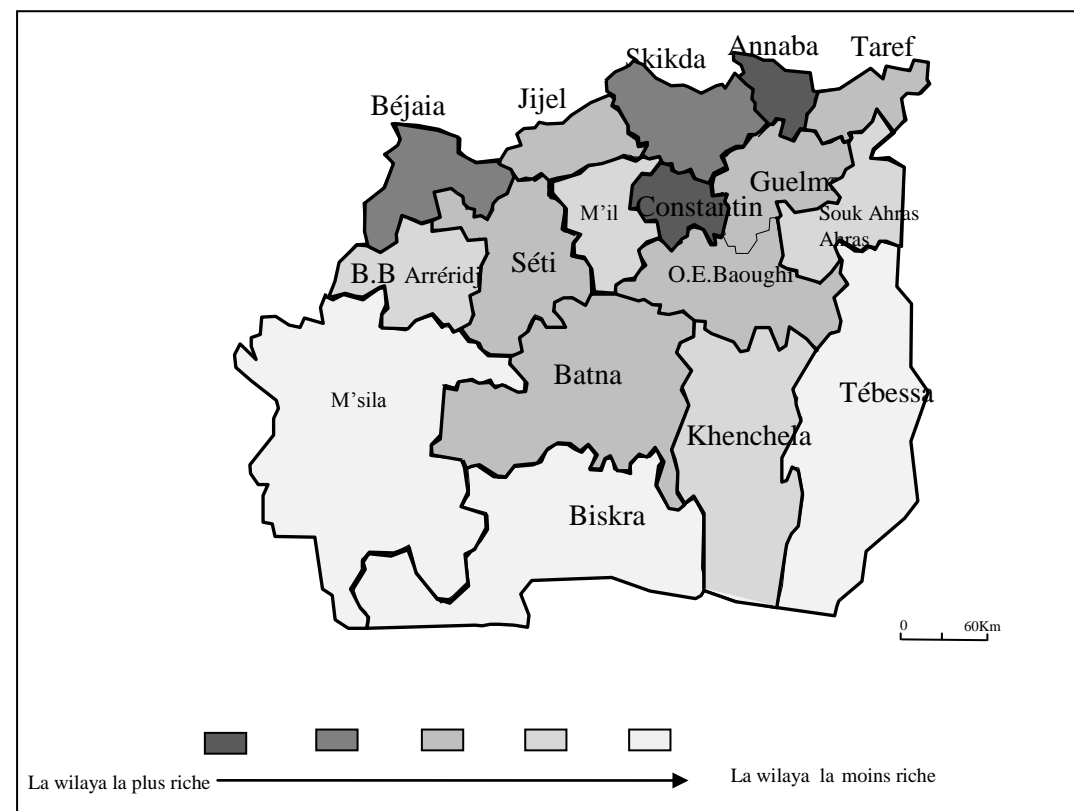 Annaba
Taref
Skikda
Jijel
Béjaia
Guelm
M'il
Constantin
Souk Ahras
Ahras
B.B Arréridj
Séti
O.E.Baoughi
Batna
M'sila
Tébessa
Khenchela
Biskra
0 60Km
La wilaya la plus riche
La wilaya la moins riche